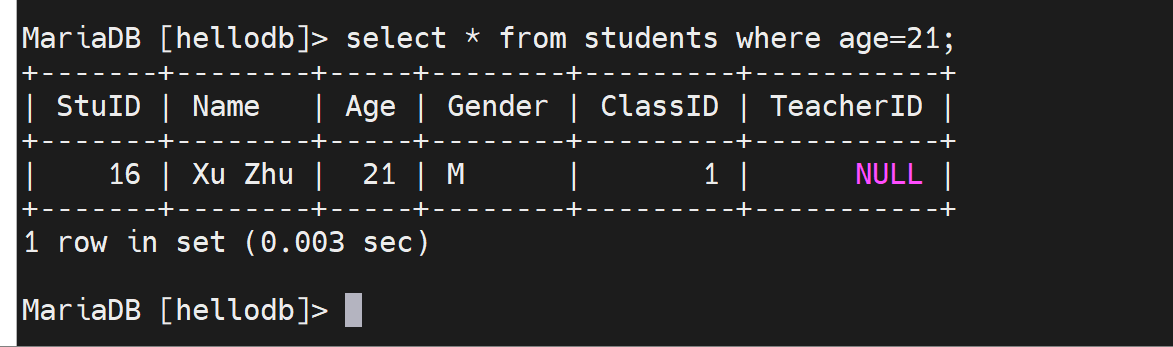 MariaDB [hellodb]> select * from students where age=21;
+-------+--------+-----+--------+---------+-----------+
| StuID | Name   | Age | Gender | ClassID | TeacherID |
+-------+--------+-----+--------+---------+-----------+
|    16 | Xu Zhu |  21 | M      |       1 |      NULL |
+-------+--------+-----+--------+---------+-----------+
1 row in set (0.003 sec)
MariaDB [hellodb]>